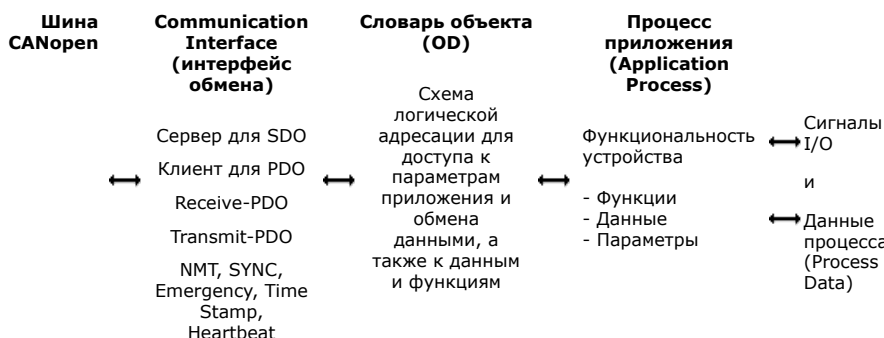 Шина
CANopen
Communication
Interface
(интерфейс
обмена)
Сервер для SDO
Клиент для PDO
Receive-PDO
Transmit-PDO
NMT, SYNC,
Emergency, Time
Stamp,
Heartbeat
Словарь объекта
(OD)
Схема
логической
адресации для
доступа к
параметрам
приложения и
обмена
данными, а
также к данным
и функциям
Процесс
приложения
(Application
Process)
Функциональность
устройства
- Функции
- Данные
- Параметры
Сигналы
I/O
и
Данные
процесса
(Process
Data)